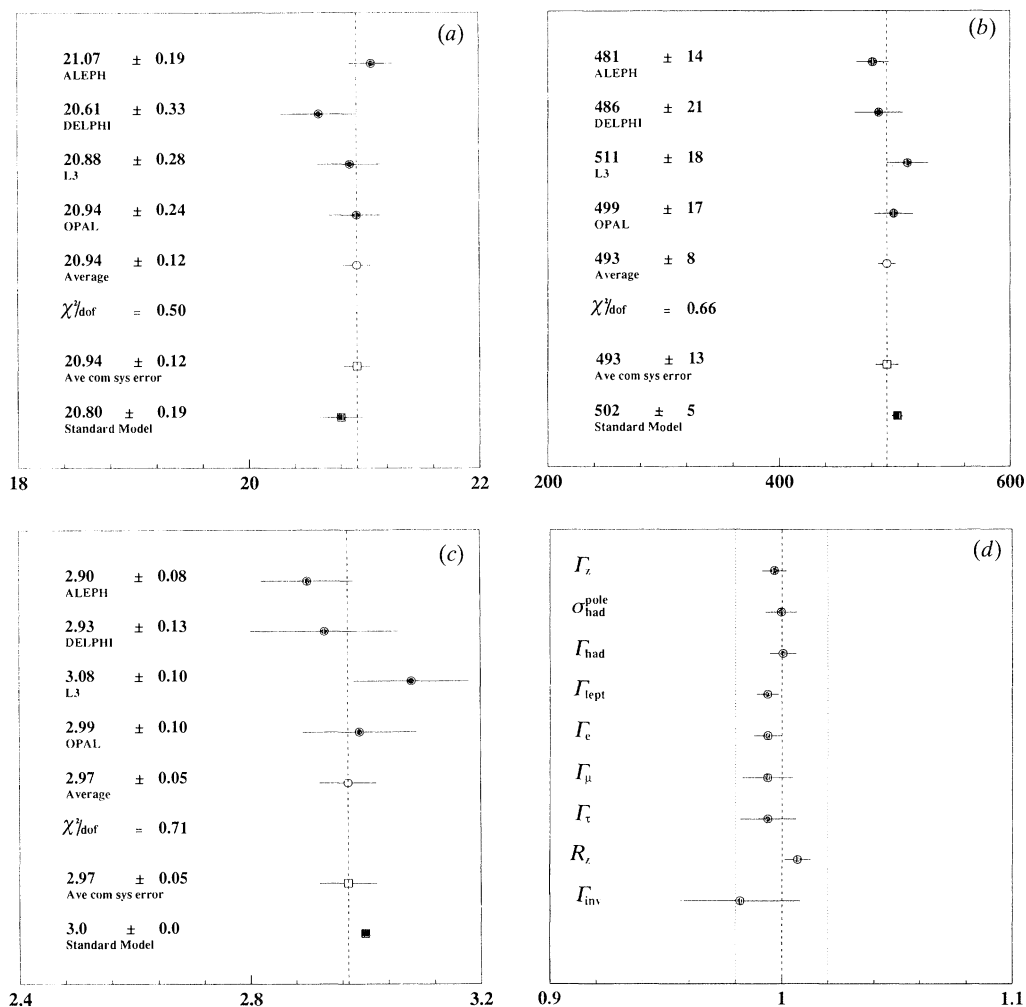 (a)
21.07 ± 0.19
ALEPH
20.61 ± 0.33
DELPHI
20.88 ± 0.28
L3
20.94 ± 0.24
OPAL
20.94 ± 0.12
Average
χ²/dof = 0.50
20.94 ± 0.12
Ave com sys error
20.80 ± 0.19
Standard Model
18 20 22
(b)
481 ± 14
ALEPH
486 ± 21
DELPHI
511 ± 18
L3
499 ± 17
OPAL
493 ± 8
Average
χ²/dof = 0.66
493 ± 13
Ave com sys error
502 ± 5
Standard Model
200 400 600
(c)
2.90 ± 0.08
ALEPH
2.93 ± 0.13
DELPHI
3.08 ± 0.10
L3
2.99 ± 0.10
OPAL
2.97 ± 0.05
Average
χ²/dof = 0.71
2.97 ± 0.05
Ave com sys error
3.0 ± 0.0
Standard Model
2.4 2.8 3.2
(d)
Γz
σhad pole
Γhad
Γlept
Γe
Γμ
Γτ
Rz
Γinv
0.9 1 1.1